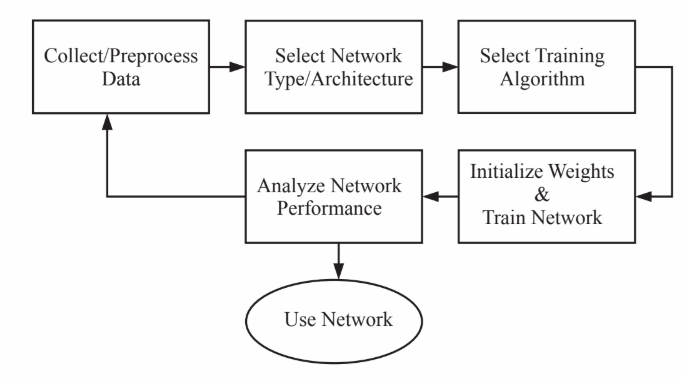 Collect/Preprocess
Data
Select Network
Type/Architecture
Select Training
Algorithm
Initialize Weights
&
Train Network
Analyze Network
Performance
Use Network